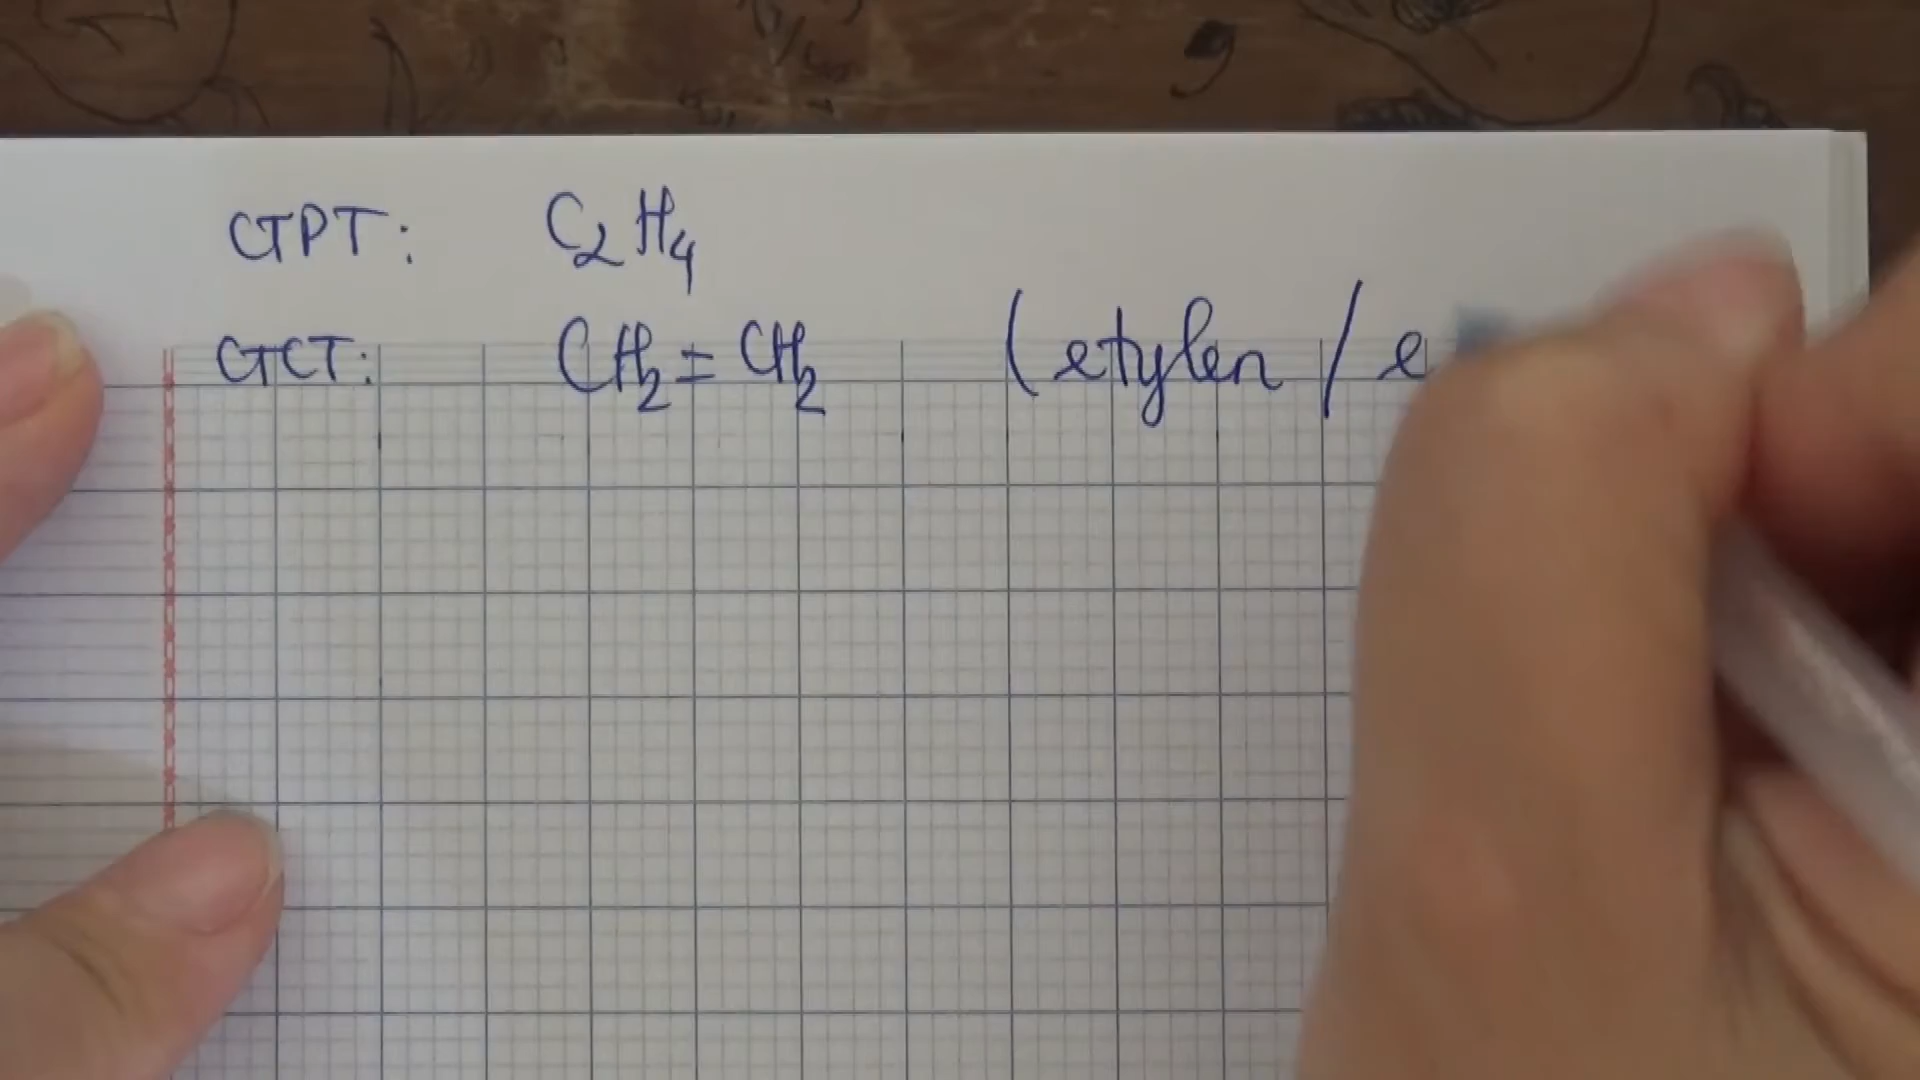 CTPT: C₂H₄
CTCT: CH₂=CH₂ (etylen / e